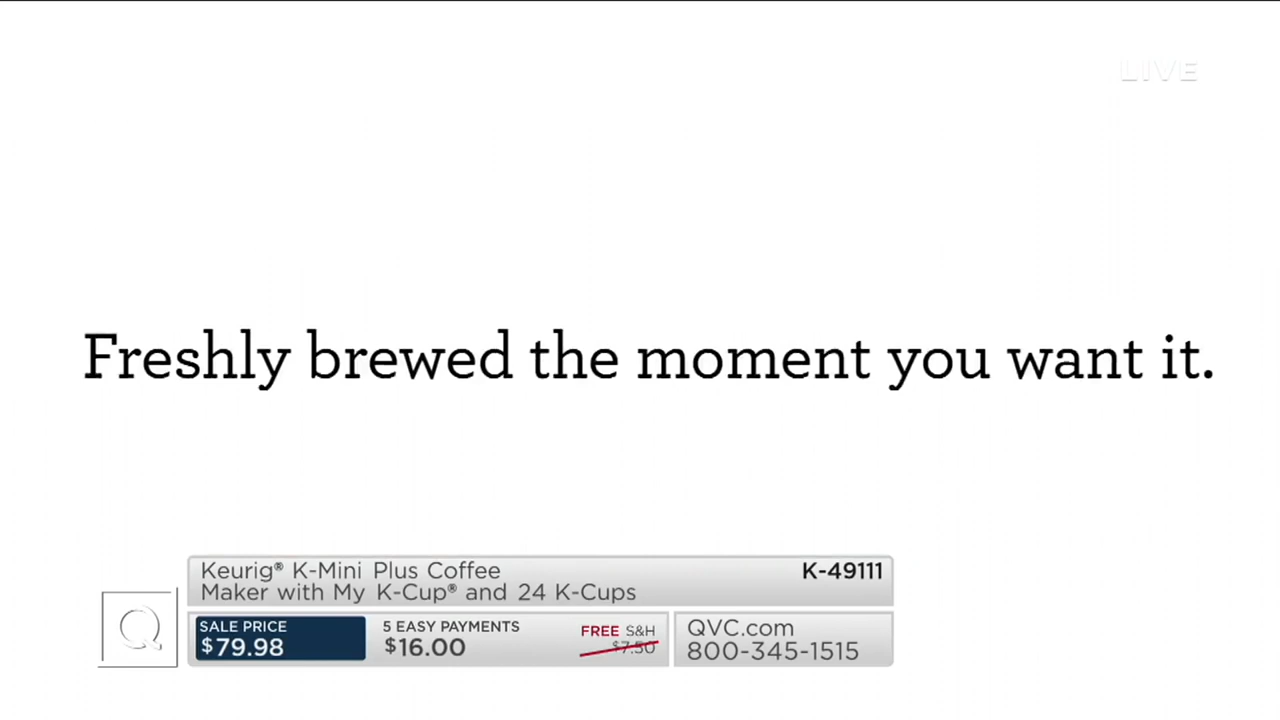 LIVE
Freshly brewed the moment you want it.
Keurig® K-Mini Plus Coffee
Maker with My K-Cup® and 24 K-Cups
K-49111
Q
SALE PRICE
$79.98
5 EASY PAYMENTS
$16.00
FREE S&H
$7.50
QVC.com
800-345-1515